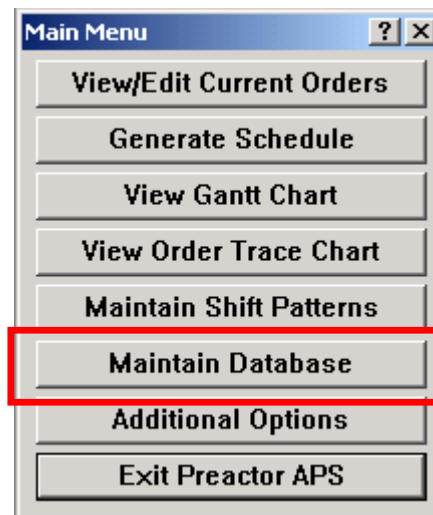 Main Menu
View/Edit Current Orders
Generate Schedule
View Gantt Chart
View Order Trace Chart
Maintain Shift Patterns
Maintain Database
Additional Options
Exit Preactor APS